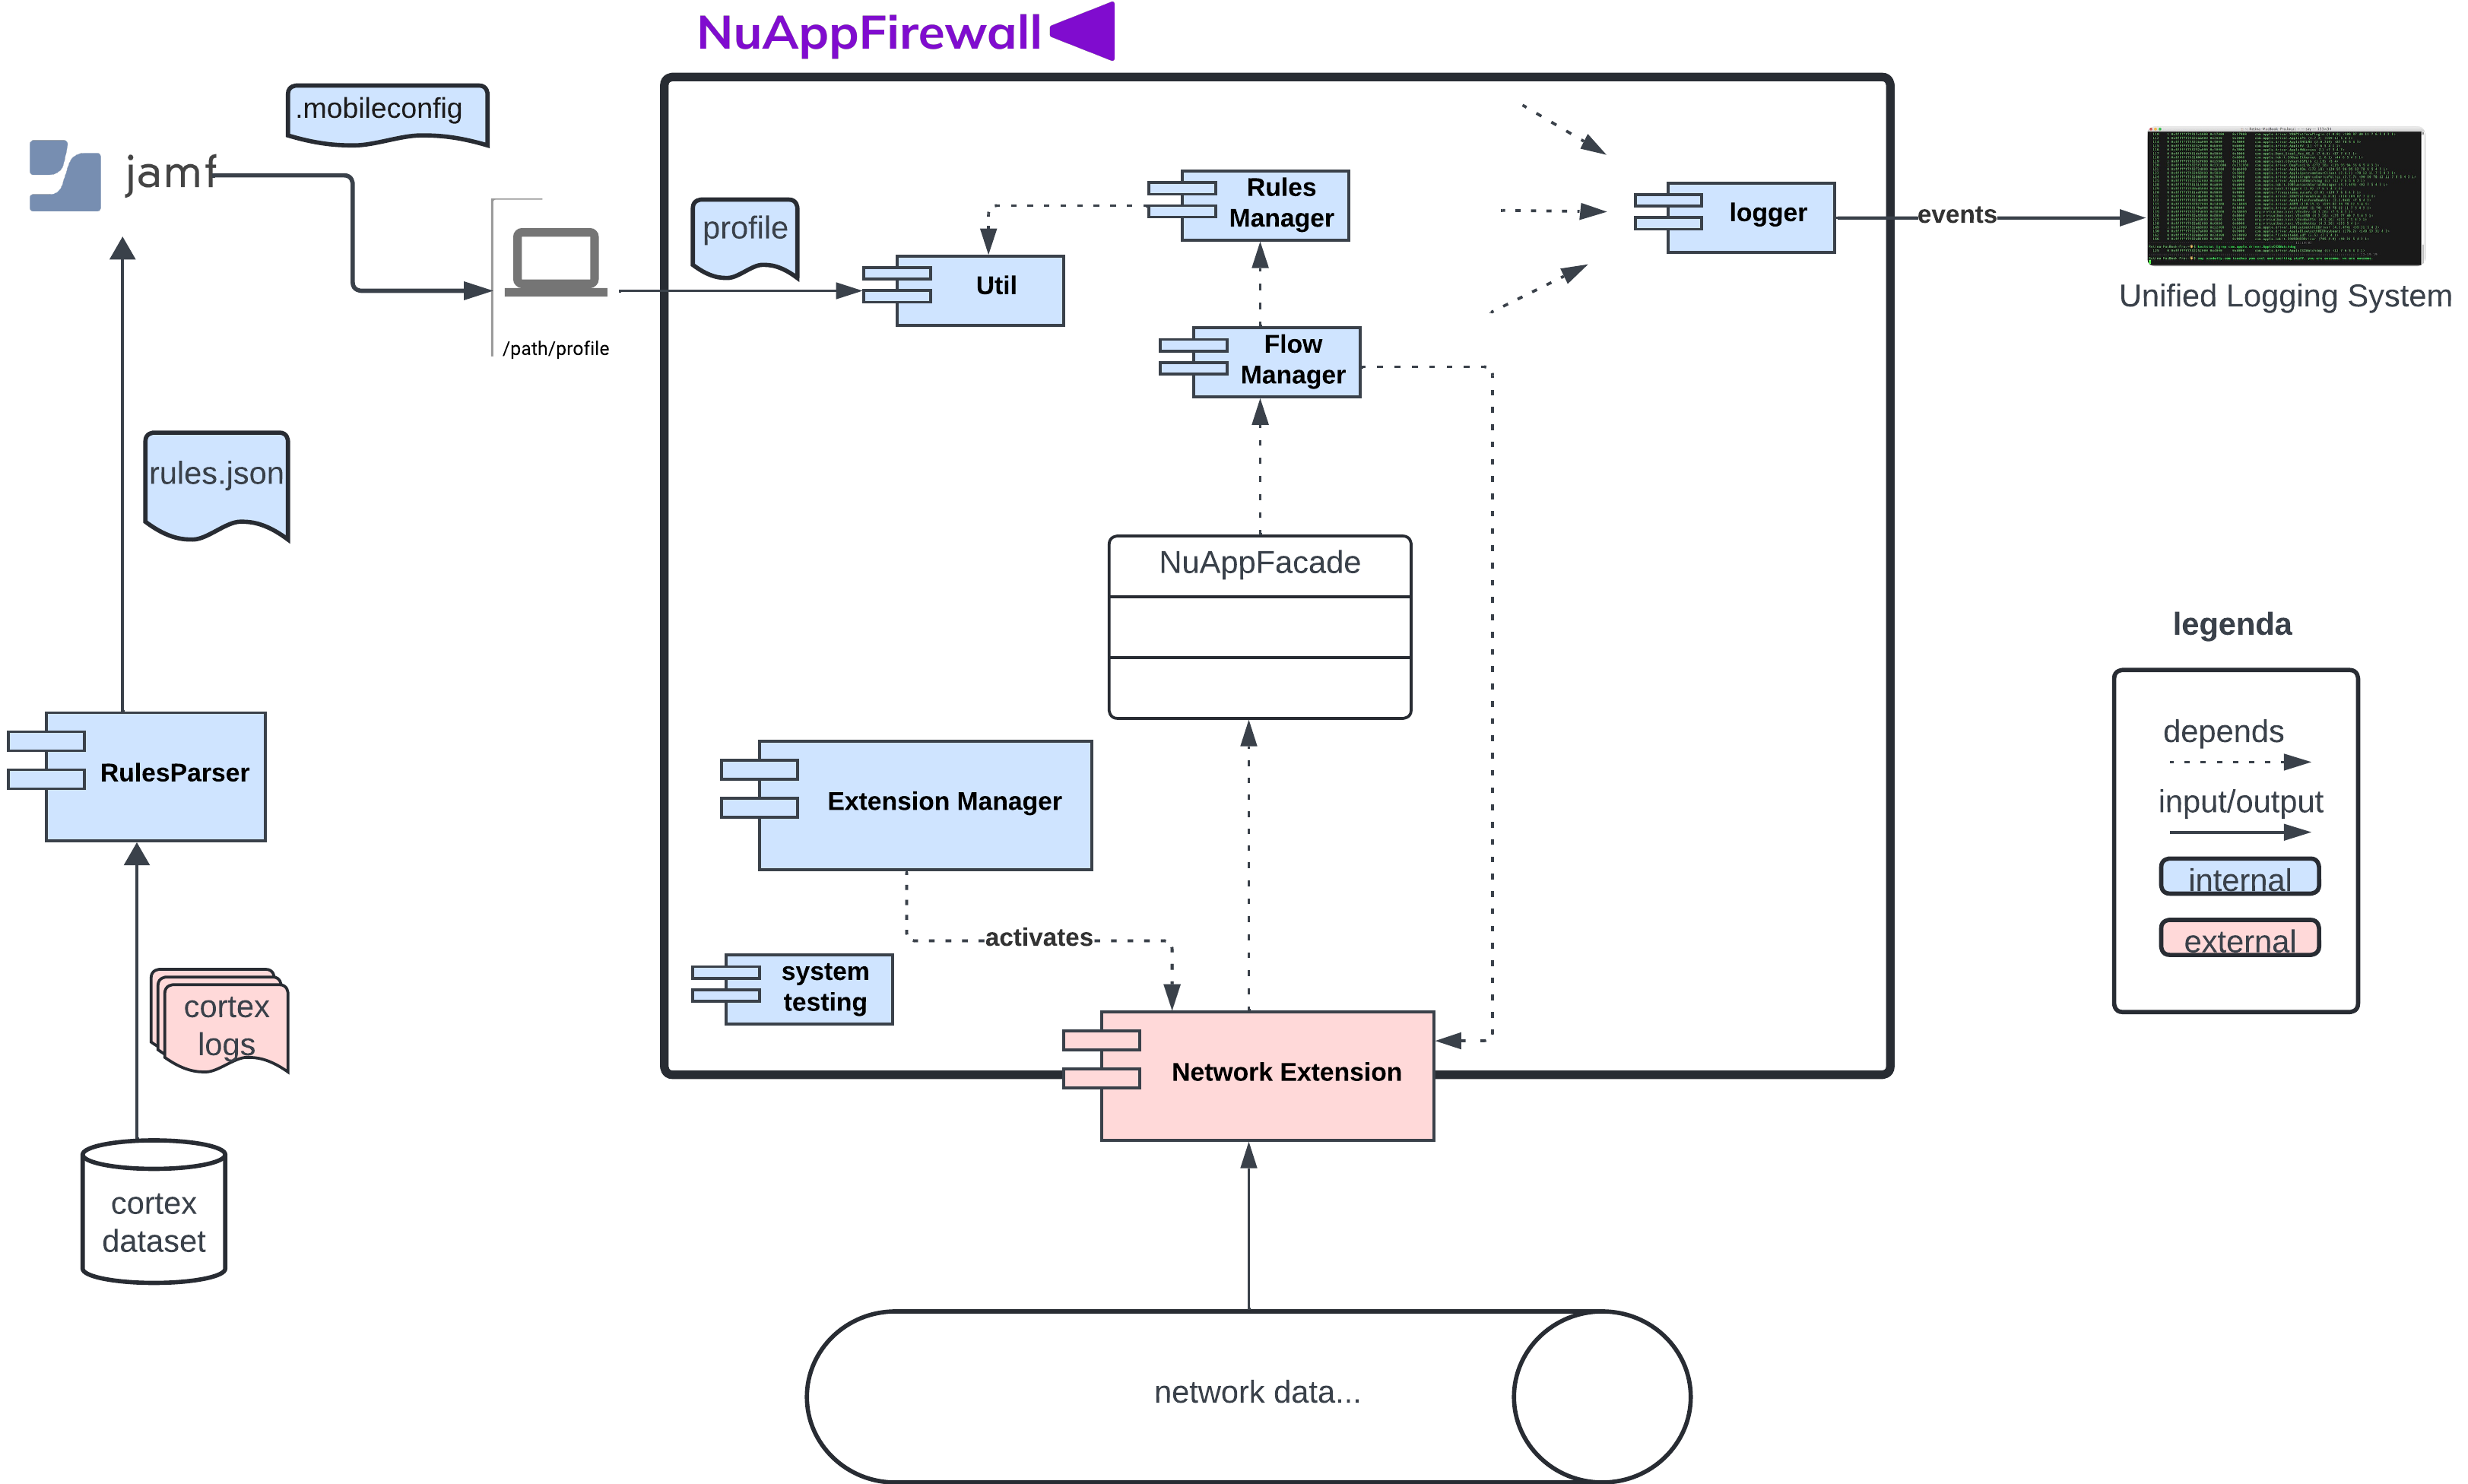 NuAppFirewall
.mobileconfig
jamf
profile
Rules
Manager
logger
events
Util
Unified Logging System
/path/profile
Flow
Manager
rules.json
NuAppFacade
legenda
depends
input/output
internal
external
RulesParser
Extension Manager
activates
system
testing
cortex
logs
Network Extension
cortex
dataset
network data...